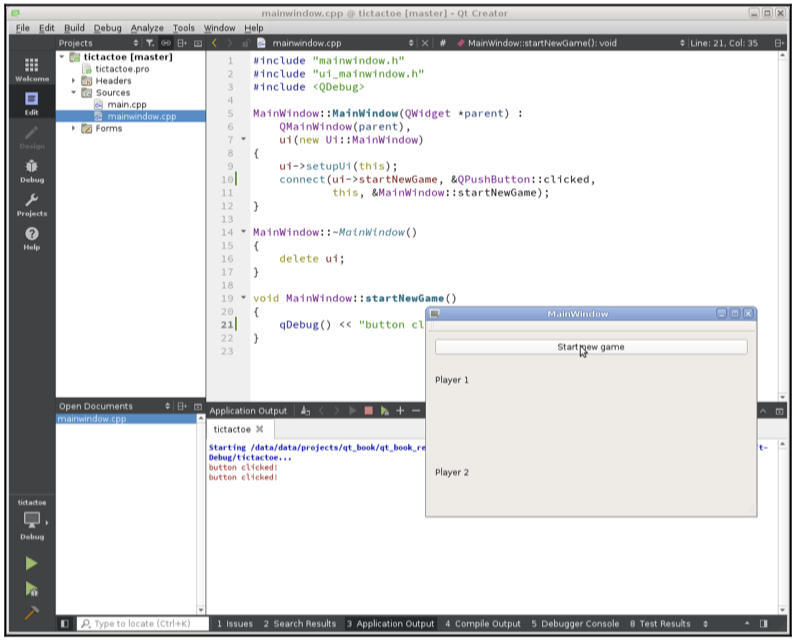 mainwindow.cpp @ tictactoe [master] - Qt Creator
File Edit Build Debug Analyze Tools Window Help
Projects
mainwindow.cpp
# MainWindow::startNewGame(): void
Line: 21, Col: 35
Welcome
Edit
Design
Debug
Projects
Help
tictactoe [master]
tictactoe.pro
Headers
Sources
main.cpp
mainwindow.cpp
Forms
1 #include "mainwindow.h"
2 #include "ui_mainwindow.h"
3 #include <QDebug>
4
5 MainWindow::MainWindow(QWidget *parent) :
6 QMainWindow(parent),
7 ui(new Ui::MainWindow)
8 {
9 ui->setupUi(this);
10 connect(ui->startNewGame, &QPushButton::clicked,
11 this, &MainWindow::startNewGame);
12 }
13
14 MainWindow::~MainWindow()
15 {
16 delete ui;
17 }
18
19 void MainWindow::startNewGame()
20 {
21 qDebug() << "button cl
22 }
23
MainWindow
Start new game
Player 1
Player 2
Open Documents
mainwindow.cpp
Application Output
tictactoe
Starting /data/data/projects/qt_book/qt_book_re
t-
Debug/tictactoe...
button clicked!
button clicked!
tictactoe
Debug
Type to locate (Ctrl+K)
1 Issues 2 Search Results 3 Application Output 4 Compile Output 5 Debugger Console 8 Test Results